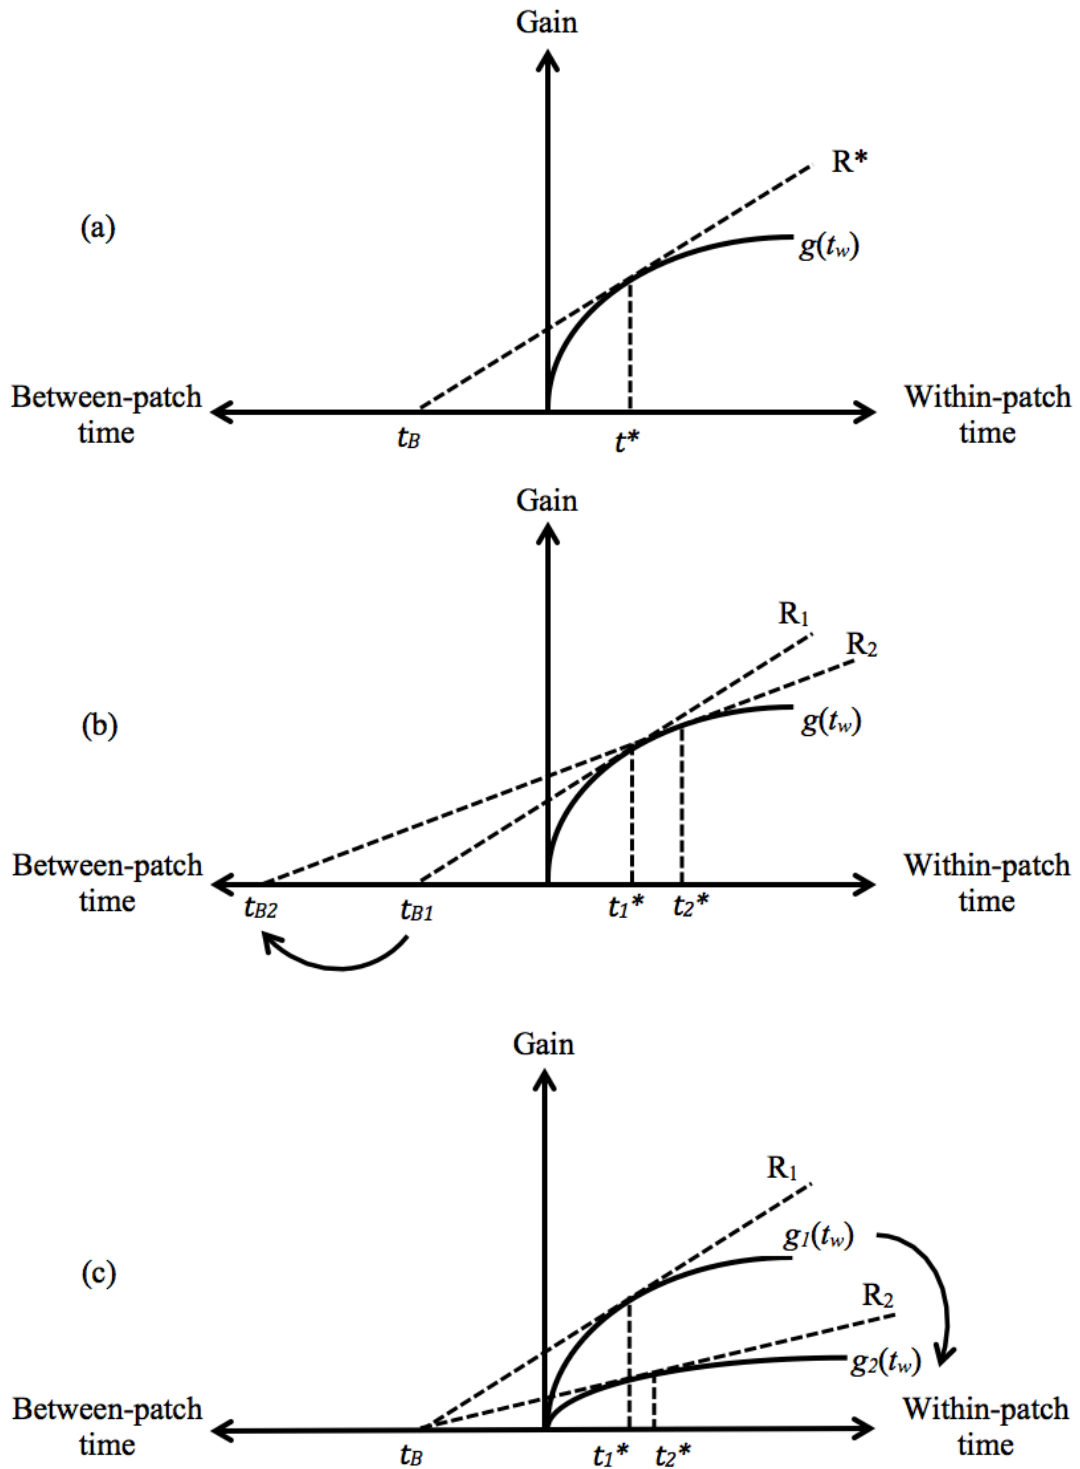 Gain
R*
(a)
g(tw)
Between-patch
time
Within-patch
time
tB
t*
Gain
R1
R2
(b)
g(tw)
Between-patch
time
Within-patch
time
tB2
tB1
t1*
t2*
Gain
R1
g1(tw)
(c)
R2
g2(tw)
Between-patch
time
Within-patch
time
tB
t1*
t2*